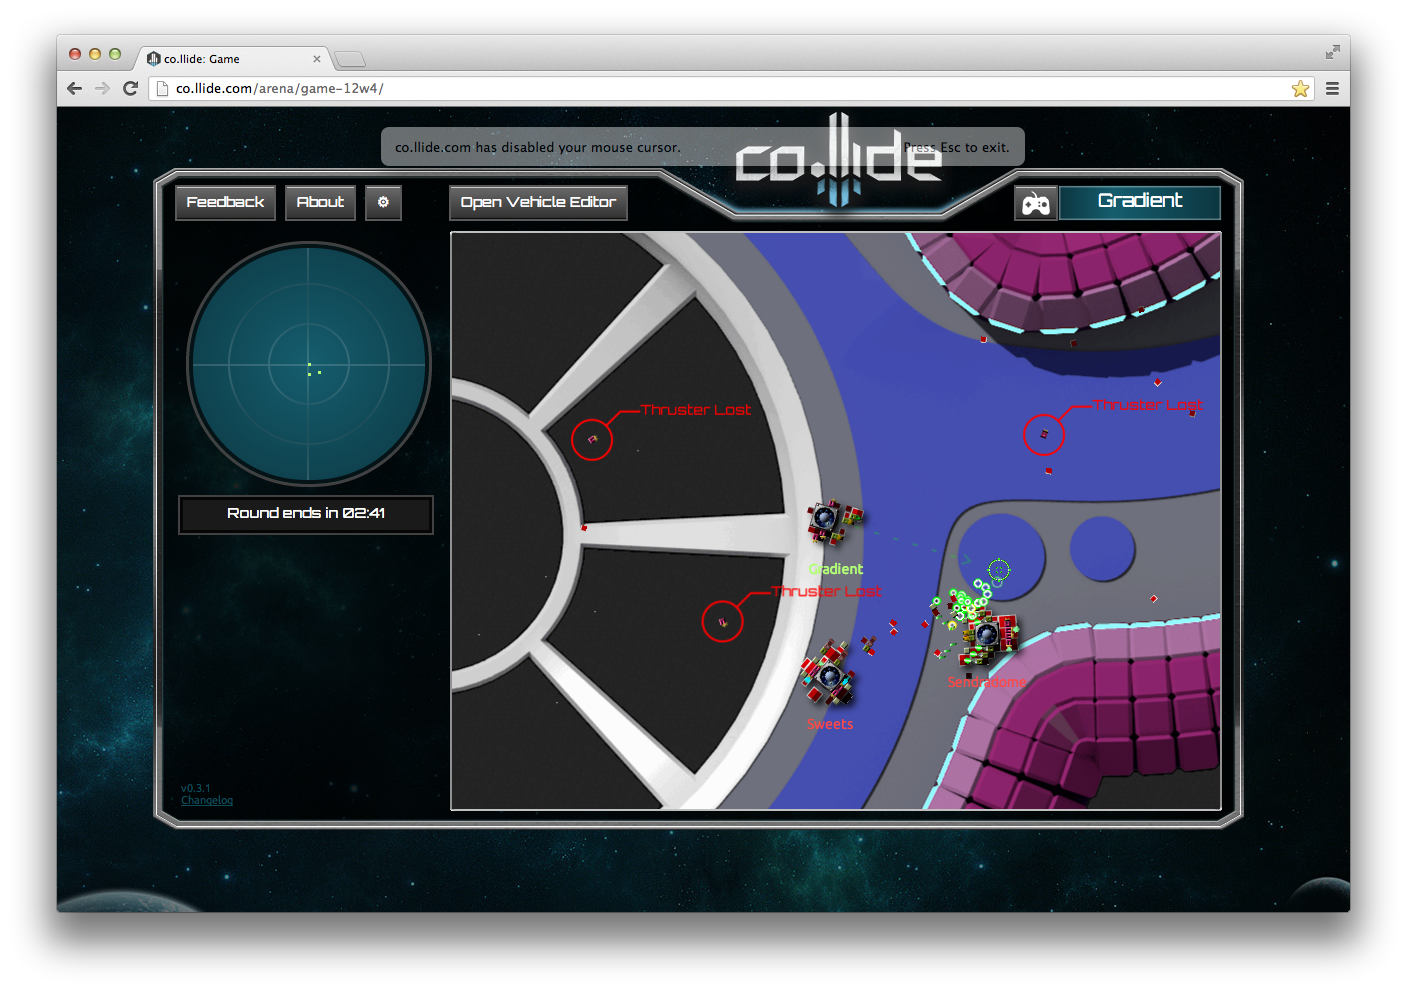 co.llide: Game
co.llide.com/arena/game-12w4/
co.llide.com has disabled your mouse cursor.
Press Esc to exit.
co.llide
Feedback
About
Open Vehicle Editor
Gradient
Thruster Lost
Thruster Lost
Round ends in 02:41
Gradient
Thruster Lost
Sendradome
Sweets
v0.3.1
Changelog